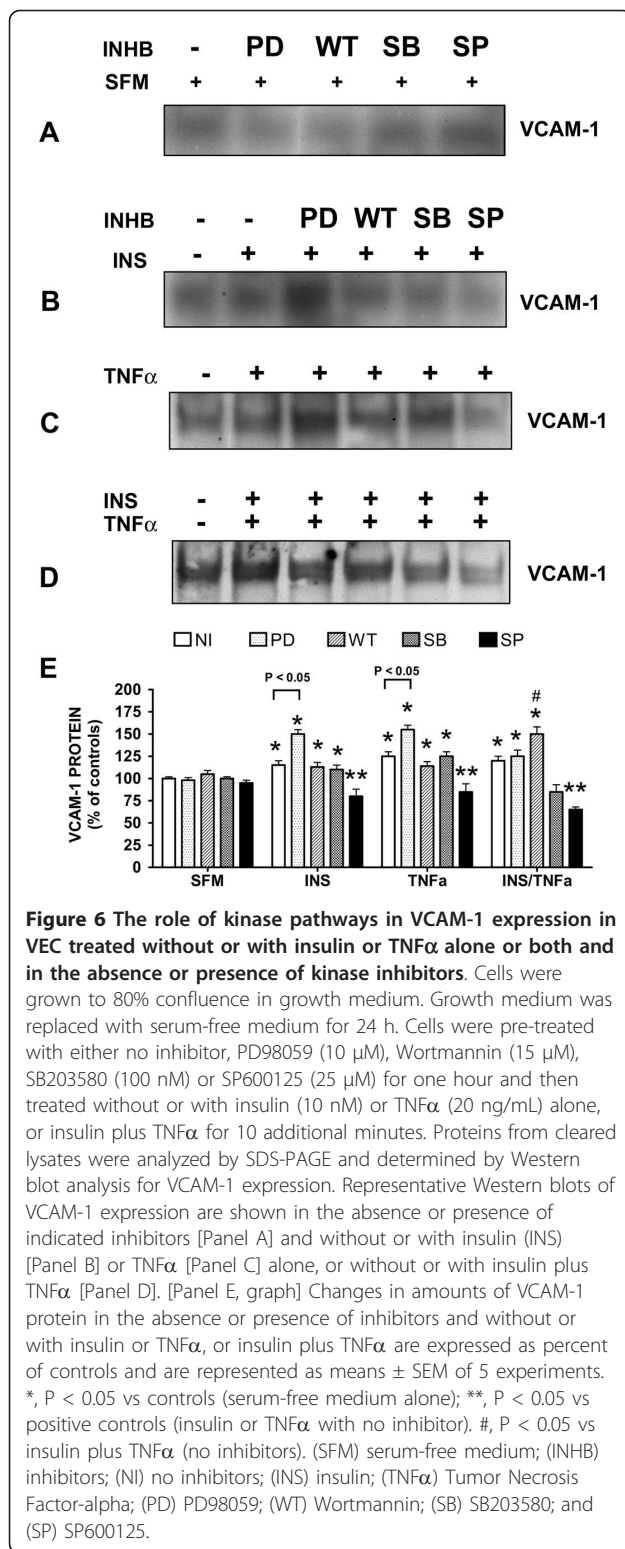 INHB - PD WT SB SP
SFM + + + + +
A VCAM-1
INHB - - PD WT SB SP
INS - + + + + +
B VCAM-1
TNFα - + + + + +
C VCAM-1
INS - + + + + +
TNFα - + + + + +
D VCAM-1
E NI PD WT SB SP
P < 0.05 P < 0.05
VCAM-1 PROTEIN
(% of controls)
200
175
150
125
100
75
50
25
0
* * * * ** * * * * ** * * # * **
SFM INS TNFa INS/TNFa
Figure 6 The role of kinase pathways in VCAM-1 expression in
VEC treated without or with insulin or TNFα alone or both and
in the absence or presence of kinase inhibitors. Cells were
grown to 80% confluence in growth medium. Growth medium was
replaced with serum-free medium for 24 h. Cells were pre-treated
with either no inhibitor, PD98059 (10 μM), Wortmannin (15 μM),
SB203580 (100 nM) or SP600125 (25 μM) for one hour and then
treated without or with insulin (10 nM) or TNFα (20 ng/mL) alone,
or insulin plus TNFα for 10 additional minutes. Proteins from cleared
lysates were analyzed by SDS-PAGE and determined by Western
blot analysis for VCAM-1 expression. Representative Western blots of
VCAM-1 expression are shown in the absence or presence of
indicated inhibitors [Panel A] and without or with insulin (INS)
[Panel B] or TNFα [Panel C] alone, or without or with insulin plus
TNFα [Panel D]. [Panel E, graph] Changes in amounts of VCAM-1
protein in the absence or presence of inhibitors and without or
with insulin or TNFα, or insulin plus TNFα are expressed as percent
of controls and are represented as means ± SEM of 5 experiments.
*, P < 0.05 vs controls (serum-free medium alone); **, P < 0.05 vs
positive controls (insulin or TNFα with no inhibitor). #, P < 0.05 vs
insulin plus TNFα (no inhibitors). (SFM) serum-free medium; (INHB)
inhibitors; (NI) no inhibitors; (INS) insulin; (TNFα) Tumor Necrosis
Factor-alpha; (PD) PD98059; (WT) Wortmannin; (SB) SB203580; and
(SP) SP600125.